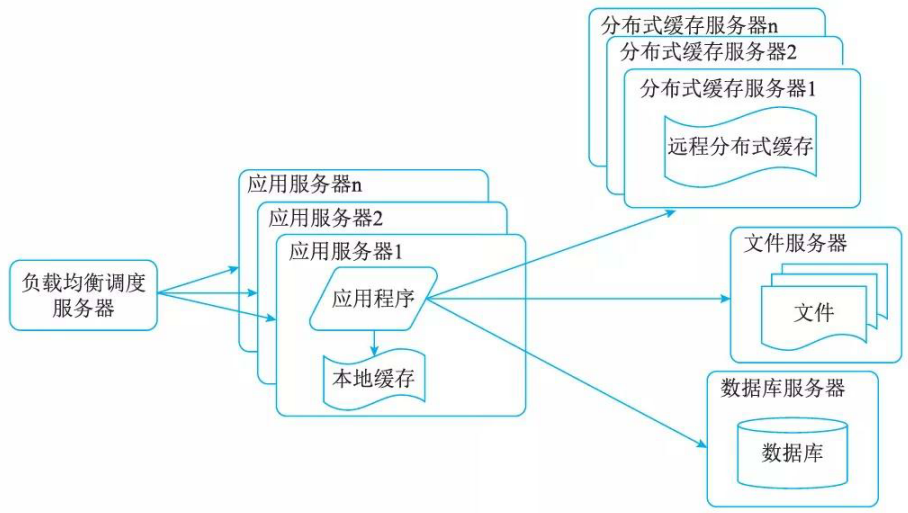 分布式缓存服务器n
分布式缓存服务器2
分布式缓存服务器1
远程分布式缓存
应用服务器n
应用服务器2
应用服务器1
应用程序
本地缓存
负载均衡调度
服务器
文件服务器
文件
数据库服务器
数据库